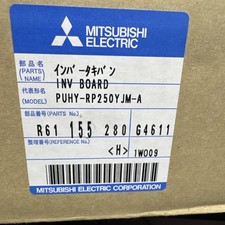 MITSUBISHI
ELECTRIC
部品名
(PARTS NAME)
インバータキバン
INV BOARD
代表形名
(MODEL)
PUHY-RP250YJM-A
部品番号(PARTS No.)
R61 155 280 G4611
整理番号(REFERENCE No.)
<H> IW009
MITSUBISHI ELECTRIC CORPORATION